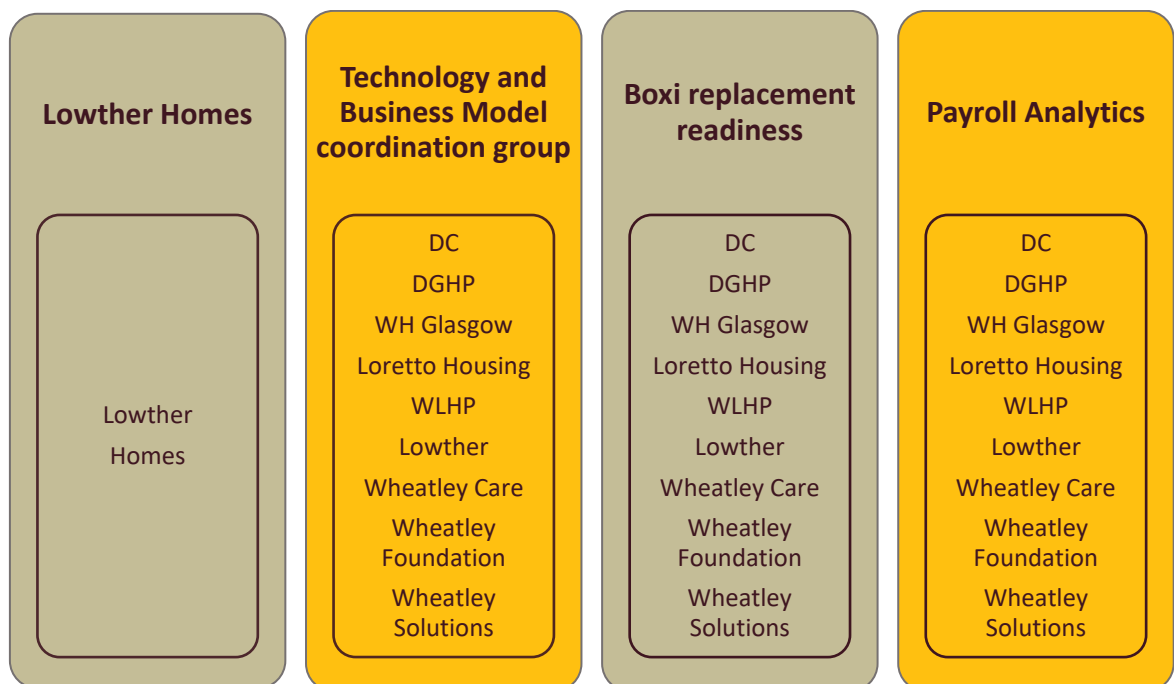 Lowther Homes
Lowther
Homes
Technology and
Business Model
coordination group
DC
DGHP
WH Glasgow
Loretto Housing
WLHP
Lowther
Wheatley Care
Wheatley
Foundation
Wheatley
Solutions
Boxi replacement
readiness
DC
DGHP
WH Glasgow
Loretto Housing
WLHP
Lowther
Wheatley Care
Wheatley
Foundation
Wheatley
Solutions
Payroll Analytics
DC
DGHP
WH Glasgow
Loretto Housing
WLHP
Lowther
Wheatley Care
Wheatley
Foundation
Wheatley
Solutions